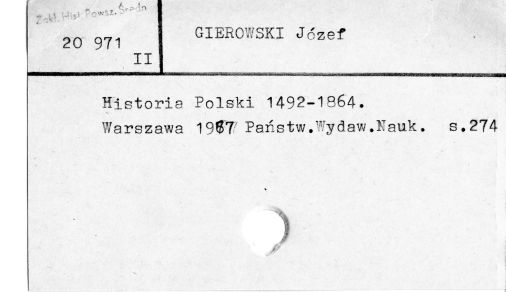 Zakł. Hist. Powsz. Średn
20 971
II
GIEROWSKI Józef
Historia Polski 1492-1864.
Warszawa 1967 Państw.Wydaw.Nauk. s.274